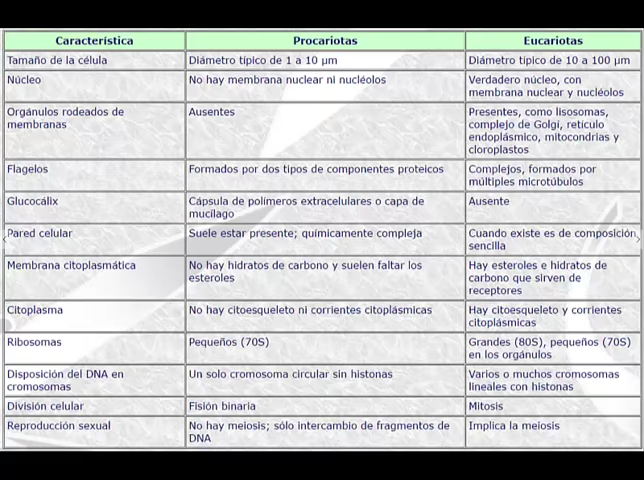 Característica Procariotas Eucariotas
Tamaño de la célula Diámetro típico de 1 a 10 µm Diámetro típico de 10 a 100 µm
Núcleo No hay membrana nuclear ni nucléolos Verdadero núcleo, con
membrana nuclear y nucléolos
Orgánulos rodeados de
membranas
Ausentes
Presentes, como lisosomas,
complejo de Golgi, retículo
endoplásmico, mitocondrias y
cloroplastos
Flagelos Formados por dos tipos de componentes proteicos Complejos, formados por
múltiples microtúbulos
Glucocálix
Cápsula de polímeros extracelulares o capa de
mucílago
Ausente
Pared celular Suele estar presente; químicamente compleja Cuando existe es de composición
sencilla
Membrana citoplasmática
No hay hidratos de carbono y suelen faltar los
esteroles
Hay esteroles e hidratos de
carbono que sirven de
receptores
Citoplasma No hay citoesqueleto ni corrientes citoplásmicas Hay citoesqueleto y corrientes
citoplásmicas
Ribosomas Pequeños (70S) Grandes (80S), pequeños (70S)
en los orgánulos
Disposición del DNA en
cromosomas
Un solo cromosoma circular sin histonas
Varios o muchos cromosomas
lineales con histonas
División celular Fisión binaria Mitosis
Reproducción sexual
No hay meiosis; sólo intercambio de fragmentos de
DNA
Implica la meiosis